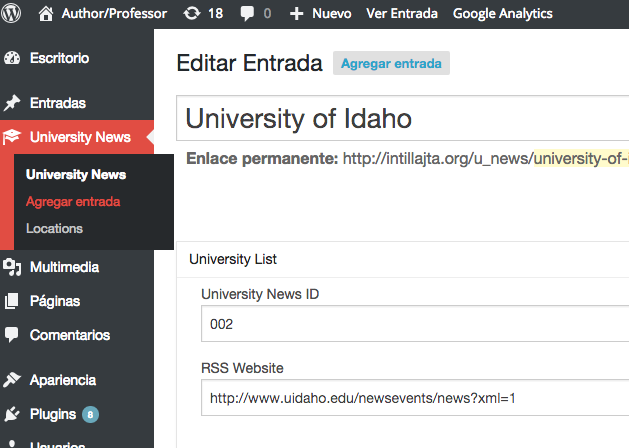 Author/Professor 18 0 Nuevo Ver Entrada Google Analytics
Escritorio
Entradas
University News
University News
Agregar entrada
Locations
Multimedia
Páginas
Comentarios
Apariencia
Plugins 8
Usuarios
Editar Entrada Agregar entrada
University of Idaho
Enlace permanente: http://intillajta.org/u_news/university-of-
University List
University News ID
002
RSS Website
http://www.uidaho.edu/newsevents/news?xml=1